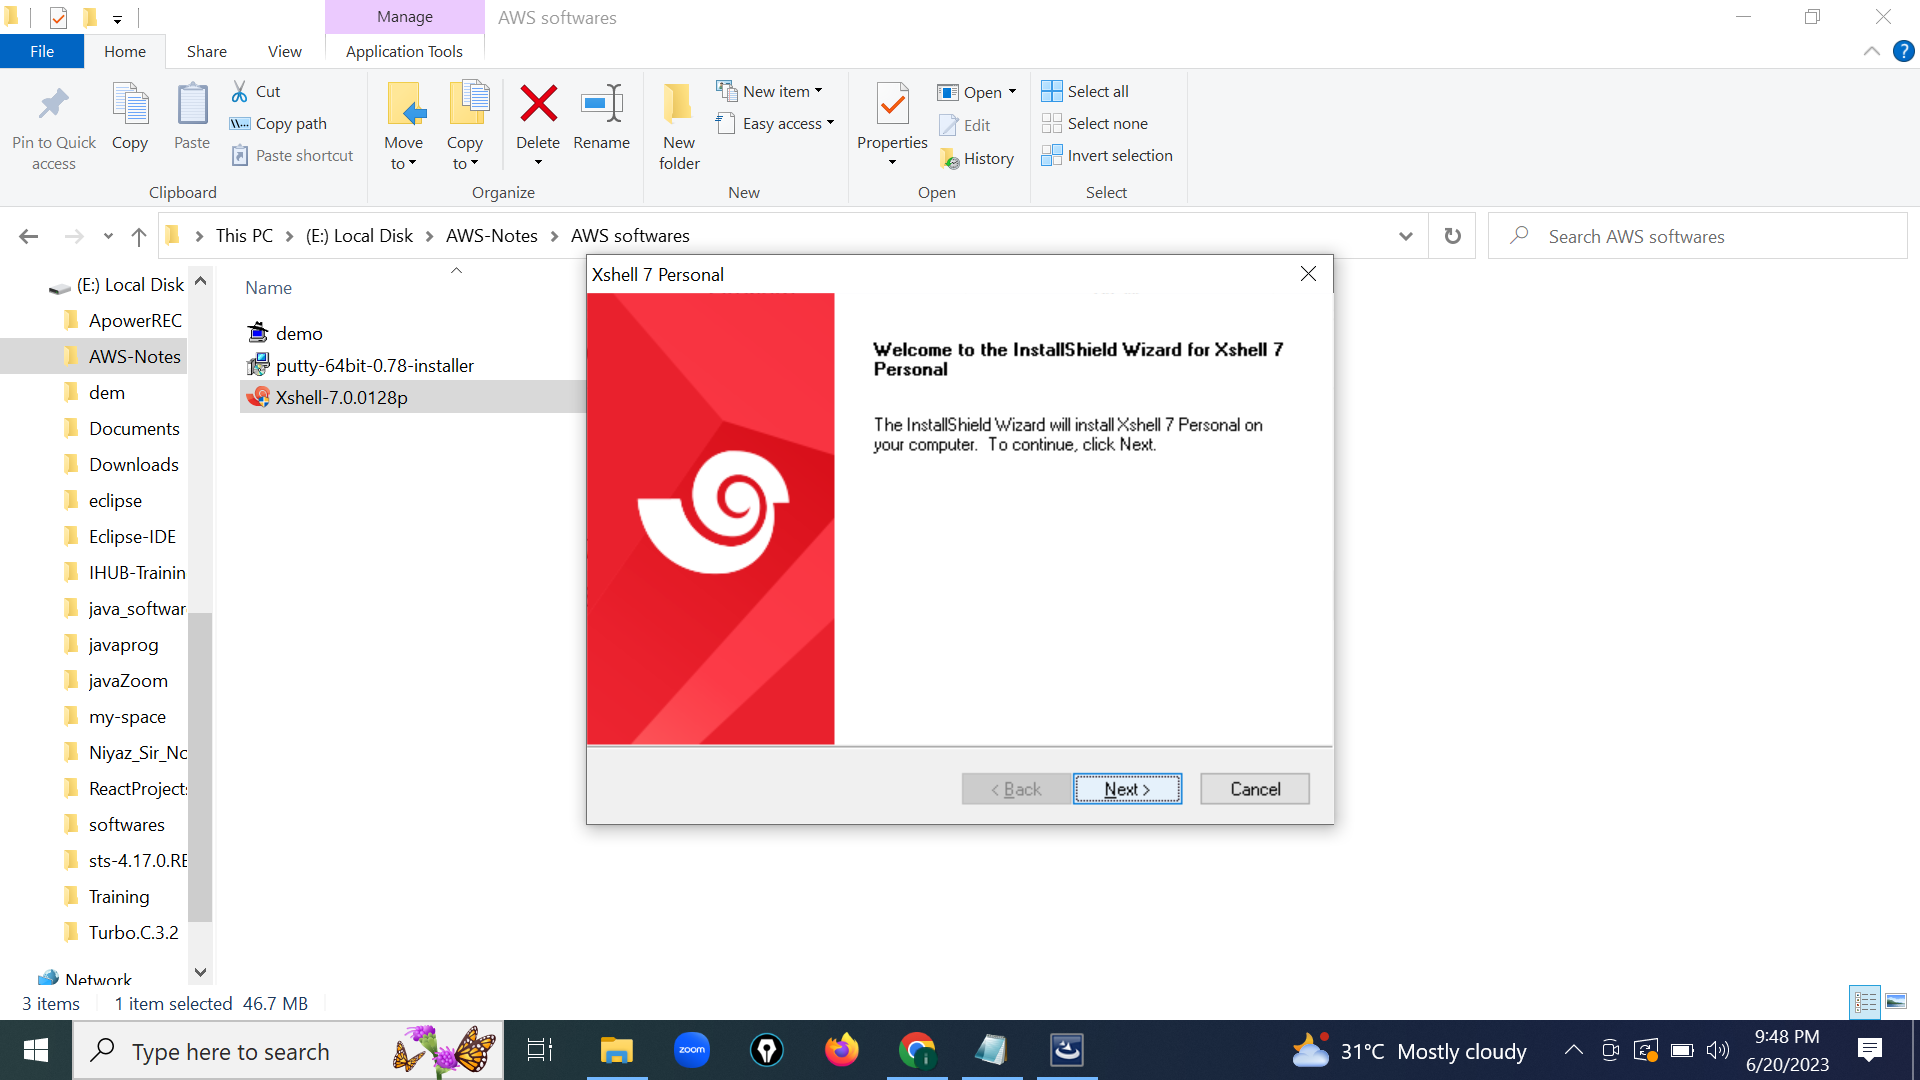 Manage
AWS softwares
File
Home
Share
View
Application Tools
Pin to Quick access
Copy
Paste
Cut
Copy path
Paste shortcut
Clipboard
Move to
Copy to
Delete
Rename
Organize
New folder
New item
Easy access
New
Properties
Open
Edit
History
Open
Select all
Select none
Invert selection
Select
This PC
(E:) Local Disk
AWS-Notes
AWS softwares
Search AWS softwares
(E:) Local Disk
ApowerREC
AWS-Notes
dem
Documents
Downloads
eclipse
Eclipse-IDE
IHUB-Trainin
java_softwar
javaprog
javaZoom
my-space
Niyaz_Sir_No
ReactProjects
softwares
sts-4.17.0.RE
Training
Turbo.C.3.2
Network
Name
demo
putty-64bit-0.78-installer
Xshell-7.0.0128p
Xshell 7 Personal
Welcome to the InstallShield Wizard for Xshell 7
Personal
The InstallShield Wizard will install Xshell 7 Personal on
your computer. To continue, click Next.
< Back
Next >
Cancel
3 items
1 item selected 46.7 MB
Type here to search
zoom
31°C Mostly cloudy
9:48 PM
6/20/2023